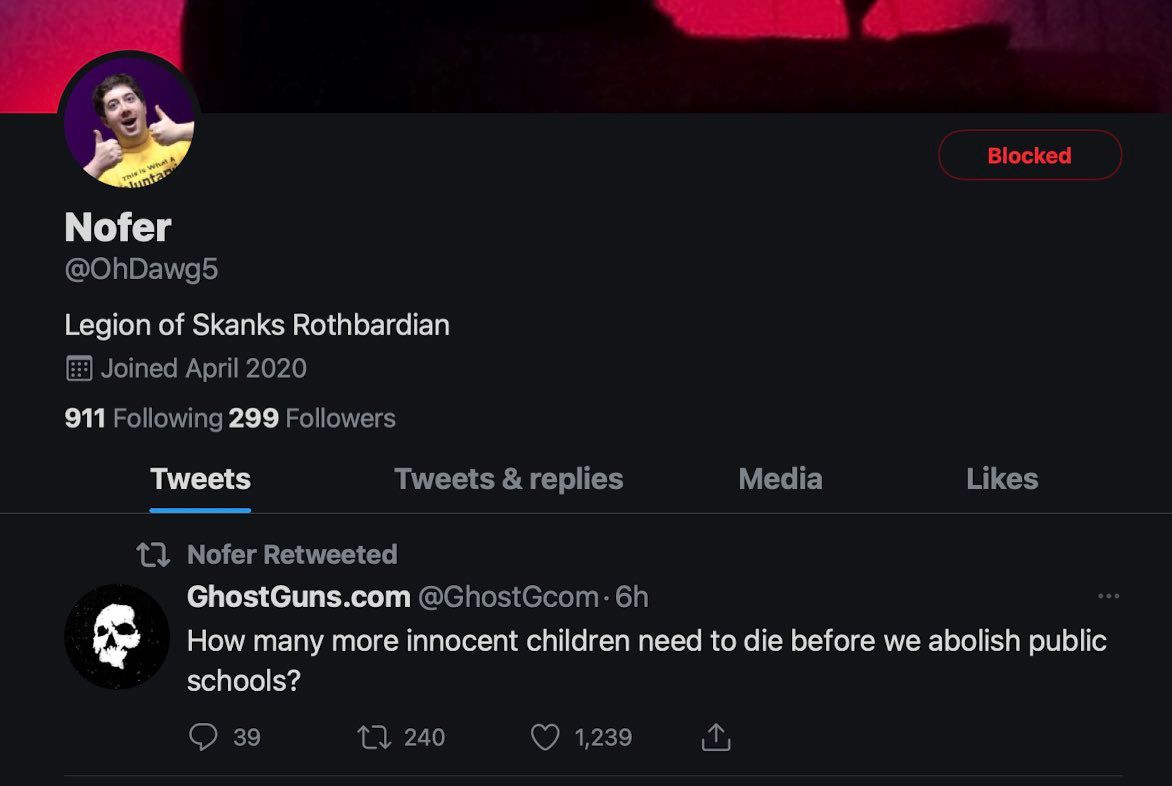 This is What A
Blocked
Nofer
@OhDawg5
Legion of Skanks Rothbardian
Joined April 2020
911 Following 299 Followers
Tweets Tweets & replies Media Likes
Nofer Retweeted
GhostGuns.com @GhostGcom · 6h
How many more innocent children need to die before we abolish public
schools?
39 240 1,239